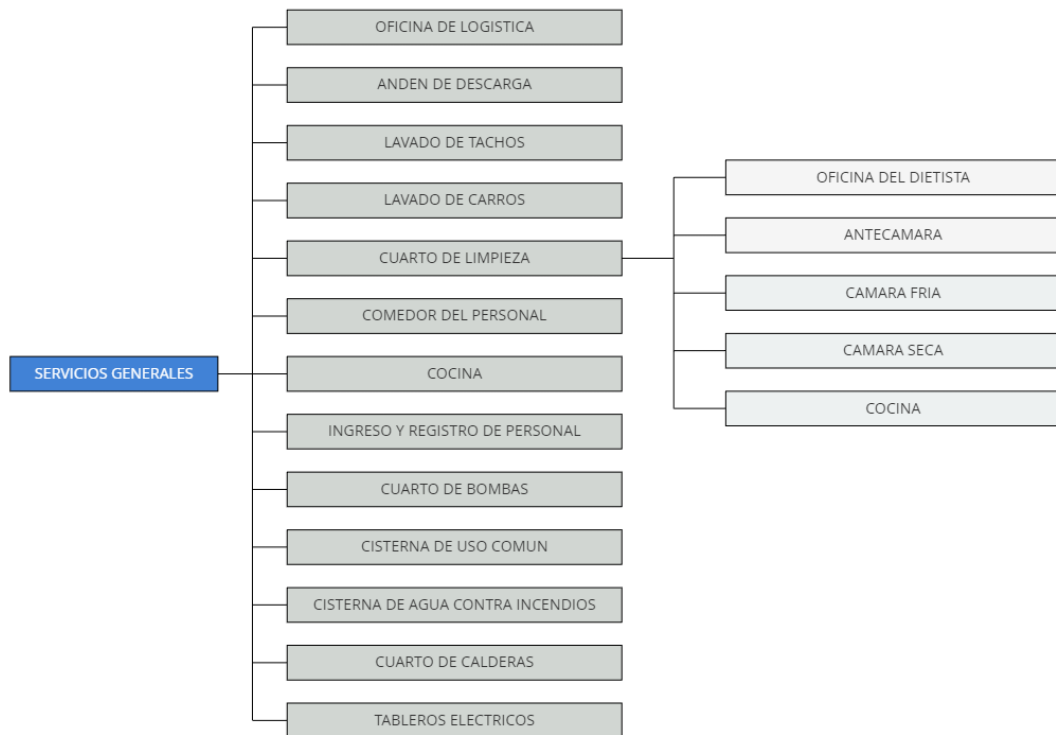 SERVICIOS GENERALES
OFICINA DE LOGISTICA
ANDEN DE DESCARGA
LAVADO DE TACHOS
LAVADO DE CARROS
CUARTO DE LIMPIEZA
COMEDOR DEL PERSONAL
COCINA
INGRESO Y REGISTRO DE PERSONAL
CUARTO DE BOMBAS
CISTERNA DE USO COMUN
CISTERNA DE AGUA CONTRA INCENDIOS
CUARTO DE CALDERAS
TABLEROS ELECTRICOS
OFICINA DEL DIETISTA
ANTECAMARA
CAMARA FRIA
CAMARA SECA
COCINA